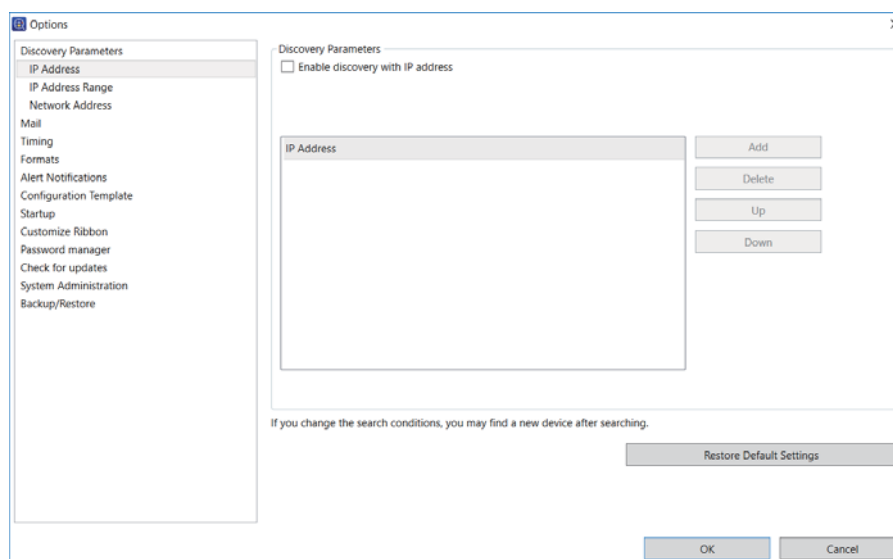 Options
Discovery Parameters
IP Address
IP Address Range
Network Address
Mail
Timing
Formats
Alert Notifications
Configuration Template
Startup
Customize Ribbon
Password manager
Check for updates
System Administration
Backup/Restore
Discovery Parameters
Enable discovery with IP address
IP Address
Add
Delete
Up
Down
If you change the search conditions, you may find a new device after searching.
Restore Default Settings
OK
Cancel